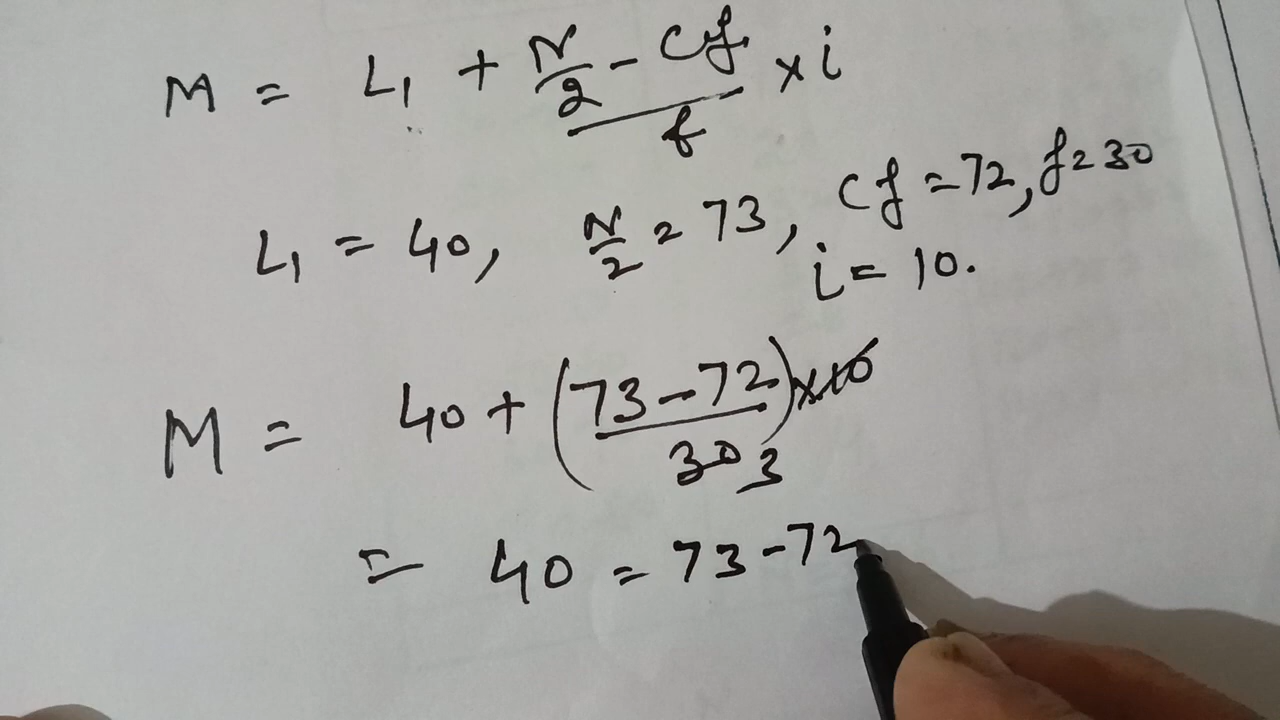 M = L1 + N/2 - Cf / f × i
L1 = 40, N/2 = 73, Cf = 72, f = 30
i = 10.
M = 40 + (73 - 72 / 30 3) × 10
= 40 = 73 - 72